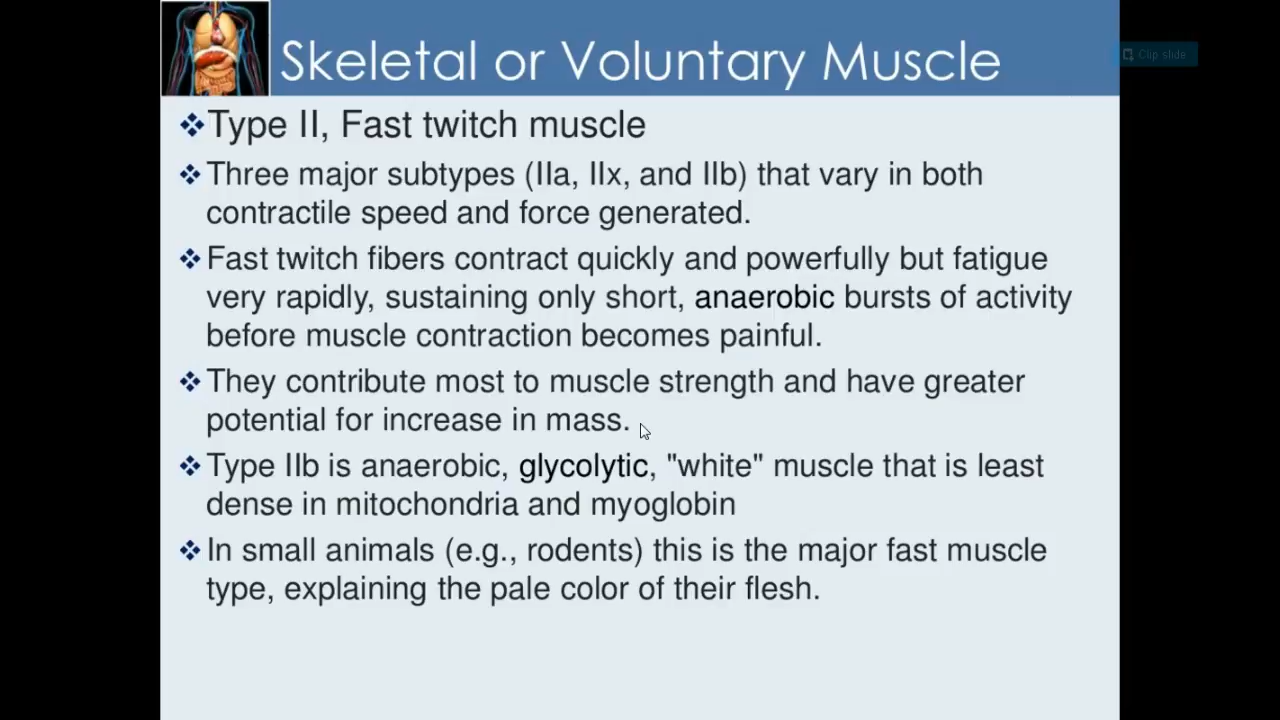 Skeletal or Voluntary Muscle
Clip slide
Type II, Fast twitch muscle
Three major subtypes (IIa, IIx, and IIb) that vary in both
contractile speed and force generated.
Fast twitch fibers contract quickly and powerfully but fatigue
very rapidly, sustaining only short, anaerobic bursts of activity
before muscle contraction becomes painful.
They contribute most to muscle strength and have greater
potential for increase in mass.
Type IIb is anaerobic, glycolytic, "white" muscle that is least
dense in mitochondria and myoglobin
In small animals (e.g., rodents) this is the major fast muscle
type, explaining the pale color of their flesh.